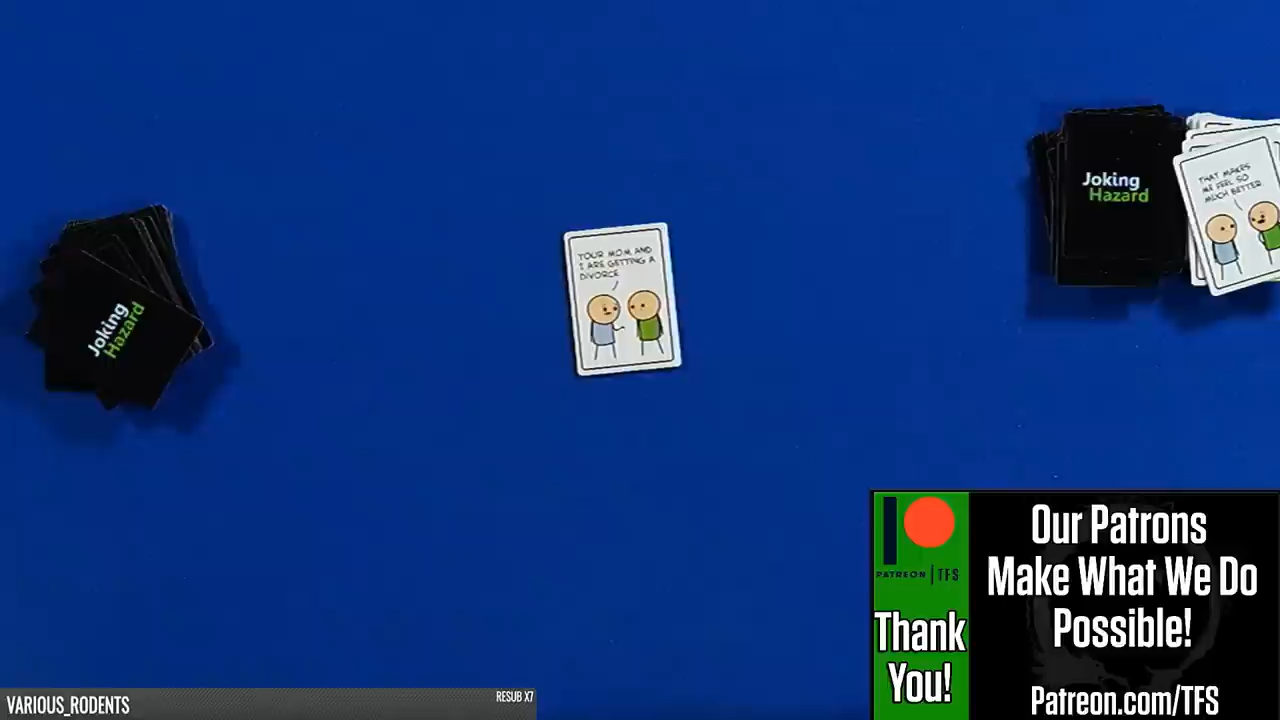 Joking
Hazard
YOUR MOM AND
I ARE GETTING A
DIVORCE.
Joking
Hazard
THAT MAKES
ME FEEL SO
MUCH BETTER.
PATREON | TFS
Thank
You!
Our Patrons
Make What We Do
Possible!
Patreon.com/TFS
VARIOUS_RODENTS
RESUB X7